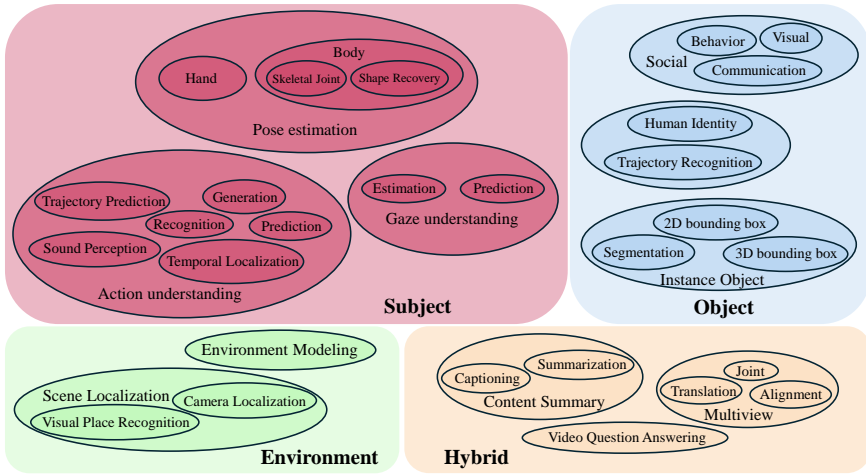 Body
Hand
Skeletal Joint
Shape Recovery
Pose estimation
Trajectory Prediction
Generation
Recognition
Prediction
Sound Perception
Temporal Localization
Action understanding
Estimation
Prediction
Gaze understanding
Subject
Behavior
Visual
Social
Communication
Human Identity
Trajectory Recognition
2D bounding box
Segmentation
3D bounding box
Instance Object
Object
Environment Modeling
Scene Localization
Camera Localization
Visual Place Recognition
Environment
Summarization
Captioning
Content Summary
Joint
Translation
Alignment
Multiview
Video Question Answering
Hybrid